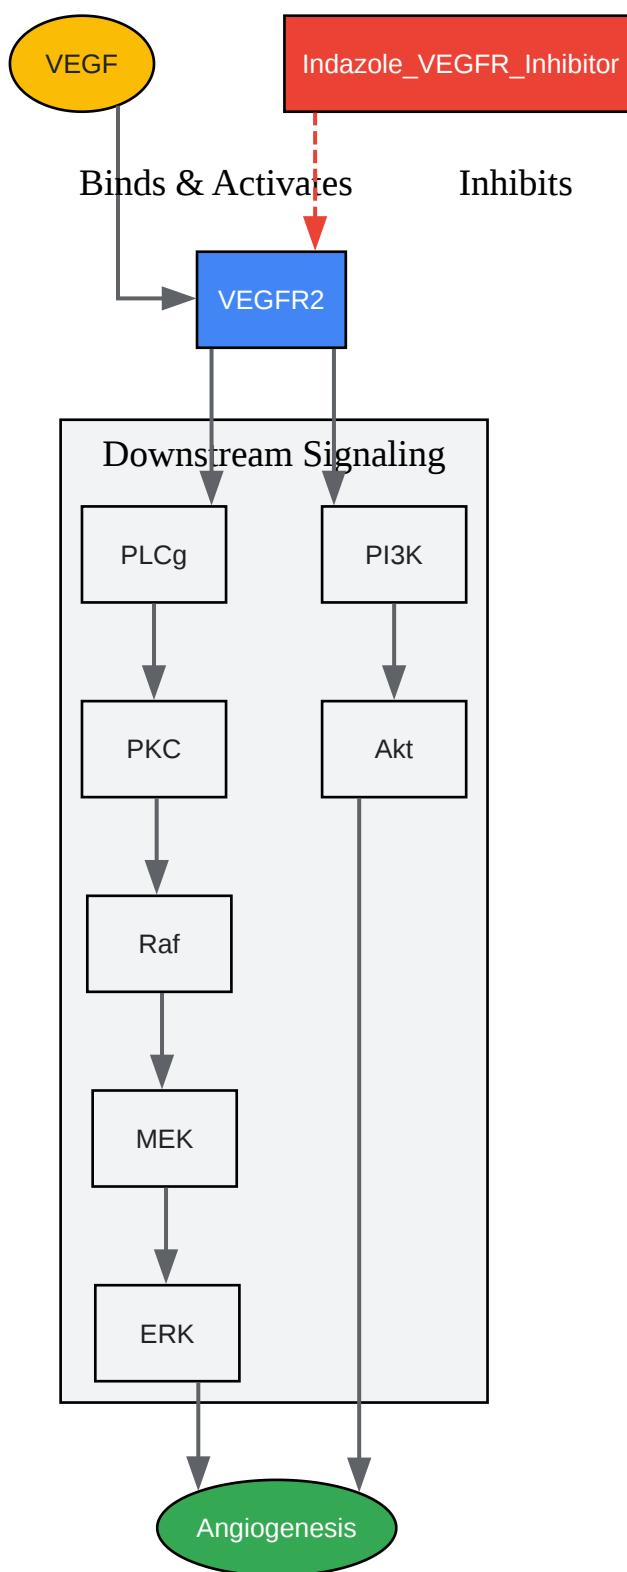 VEGF
Indazole_VEGFR_Inhibitor
Binds & Activates
Inhibits
VEGFR2
Downstream Signaling
PLCg
PI3K
PKC
Akt
Raf
MEK
ERK
Angiogenesis